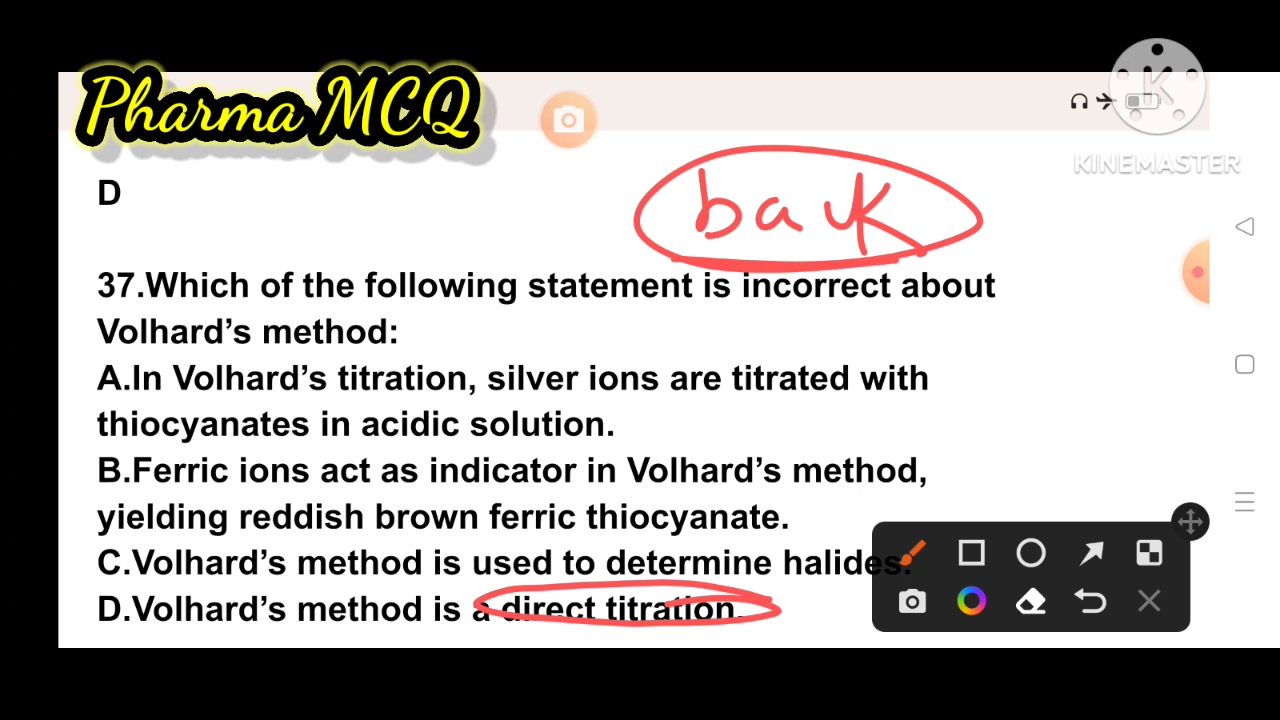 Pharma MCQ
KINEMASTER
D
back
37.Which of the following statement is incorrect about
Volhard’s method:
A.In Volhard’s titration, silver ions are titrated with
thiocyanates in acidic solution.
B.Ferric ions act as indicator in Volhard’s method,
yielding reddish brown ferric thiocyanate.
C.Volhard’s method is used to determine halides.
D.Volhard’s method is a direct titration.